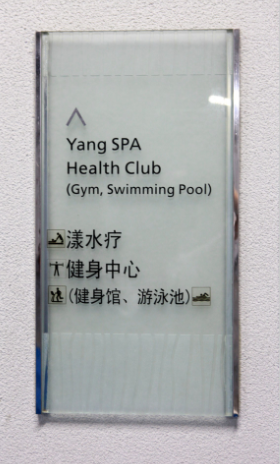 Yang SPA
Health Club
(Gym, Swimming Pool)
漾水疗
健身中心
(健身馆、游泳池)